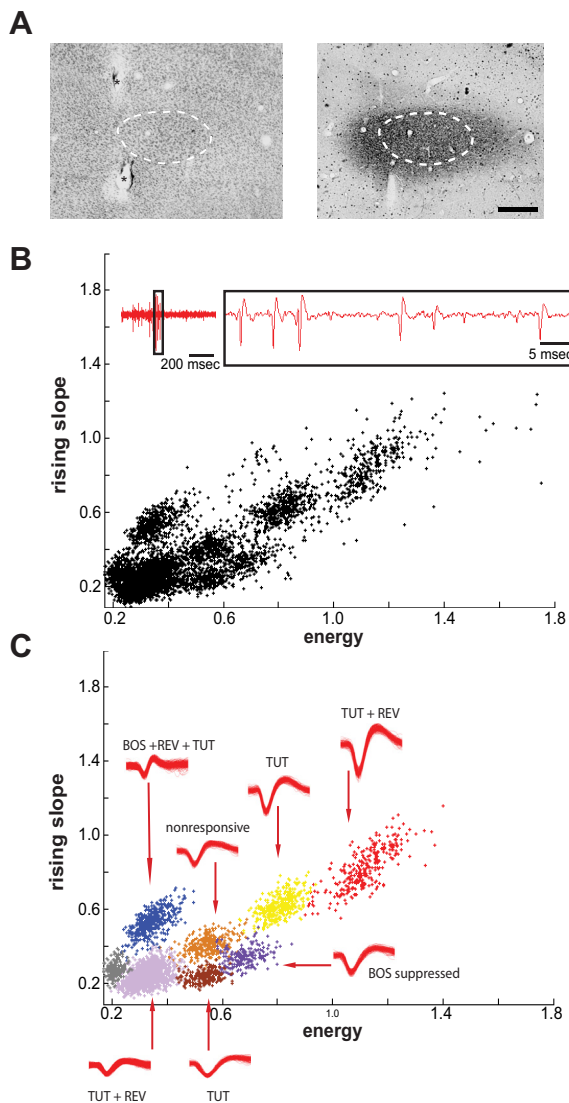 A
*
*
B
1.8
1.4
1.0
0.6
0.2
rising slope
200 msec
5 msec
0.2
0.6
1.0
1.4
1.8
energy
C
1.8
1.4
1.0
0.6
0.2
rising slope
BOS +REV + TUT
nonresponsive
TUT
TUT + REV
BOS suppressed
0.2
0.6
1.0
1.4
1.8
energy
TUT + REV
TUT